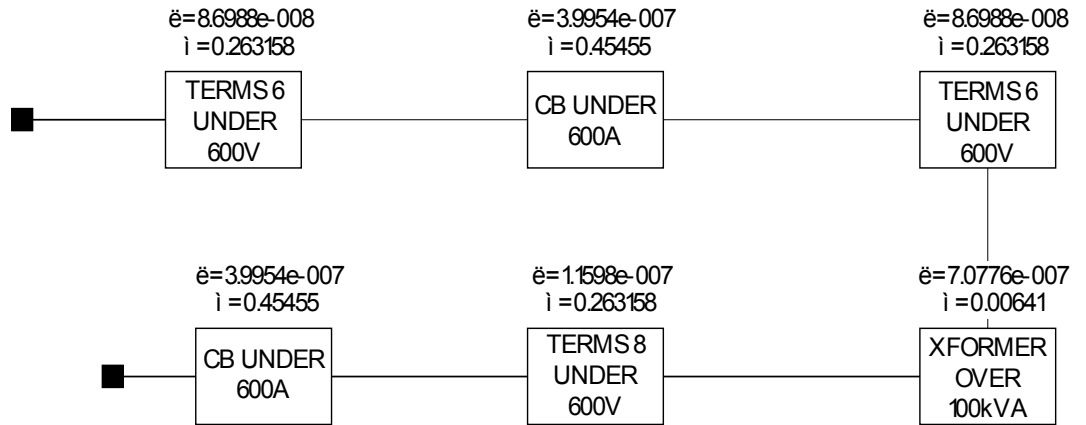 ë=8.6988e-008
ì =0.263158
TERMS 6
UNDER
600V
ë=3.9954e-007
ì =0.45455
CB UNDER
600A
ë=8.6988e-008
ì =0.263158
TERMS 6
UNDER
600V
ë=3.9954e-007
ì =0.45455
CB UNDER
600A
ë=1.1598e-007
ì =0.263158
TERMS 8
UNDER
600V
ë=7.0776e-007
ì =0.00641
XFORMER
OVER
100kVA